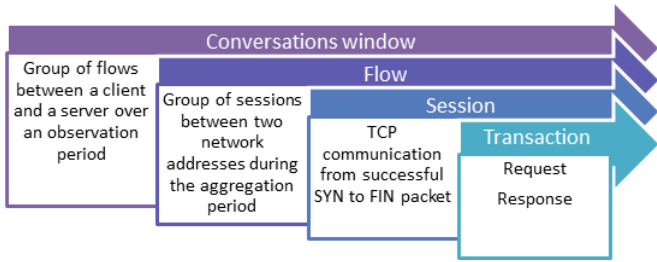 Conversations window
Group of flows
between a client
and a server over
an observation
period
Flow
Group of sessions
between two
network
addresses during
the aggregation
period
Session
TCP
communication
from successful
SYN to FIN packet
Transaction
Request
Response